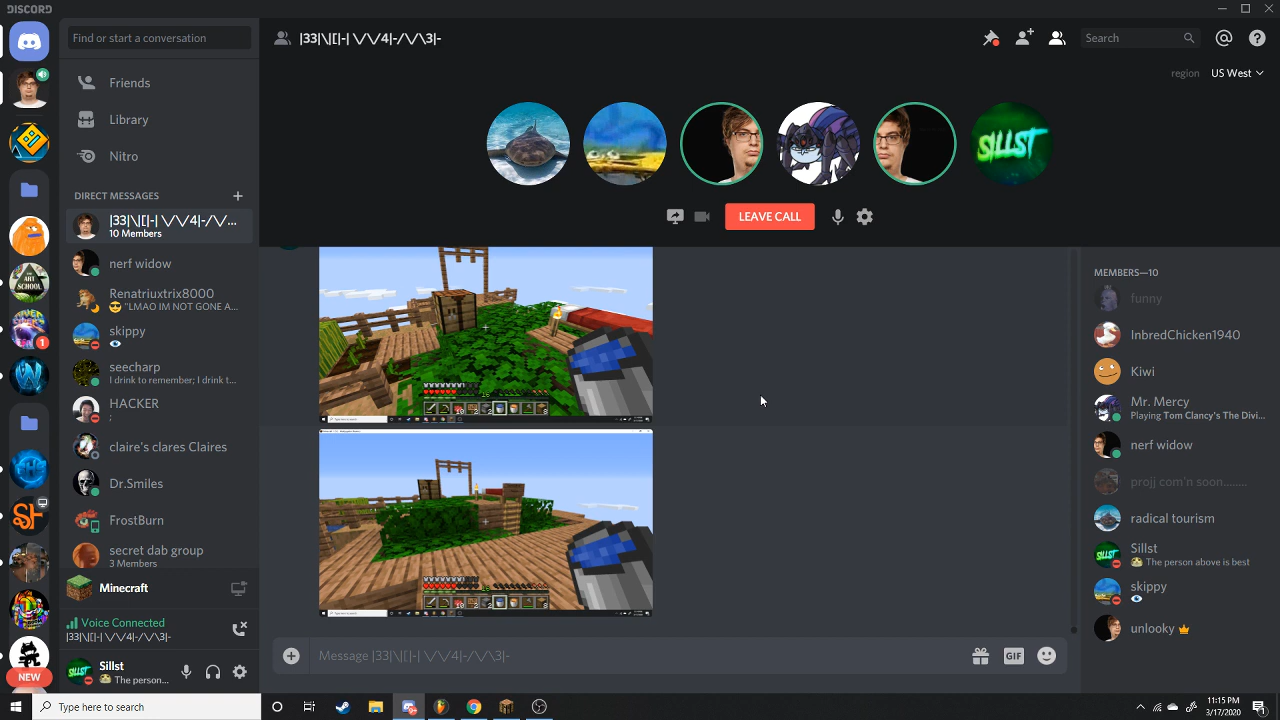 DISCORD
Find or start a conversation
|33|\|[|-| \/\/4|-/\/\3|-
Search
region
US West
Friends
Library
Nitro
DIRECT MESSAGES
|33|\|[|-| \/\/4|-/\/...
10 Members
nerf widow
Renatriuxtrix8000
"LMAO IM NOT GONE A...
skippy
seecharp
I drink to remember; I drink t...
HACKER
;
claire's clares Claires
Dr.Smiles
FrostBurn
secret dab group
3 Members
Minecraft
Voice Connected
|33|\|[|-| \/\/4|-/\/\3|-
Sillst
The person...
1
NEW
SILLST
LEAVE CALL
MEMBERS—10
funny
InbredChicken1940
Kiwi
Mr. Mercy
Playing Tom Clancy's The Divi...
nerf widow
projj com'n soon........
radical tourism
Sillst
The person above is best
skippy
unlooky
Message |33|\|[|-| \/\/4|-/\/\3|-
GIF
Type here to search
11:15 PM
3/17/2020